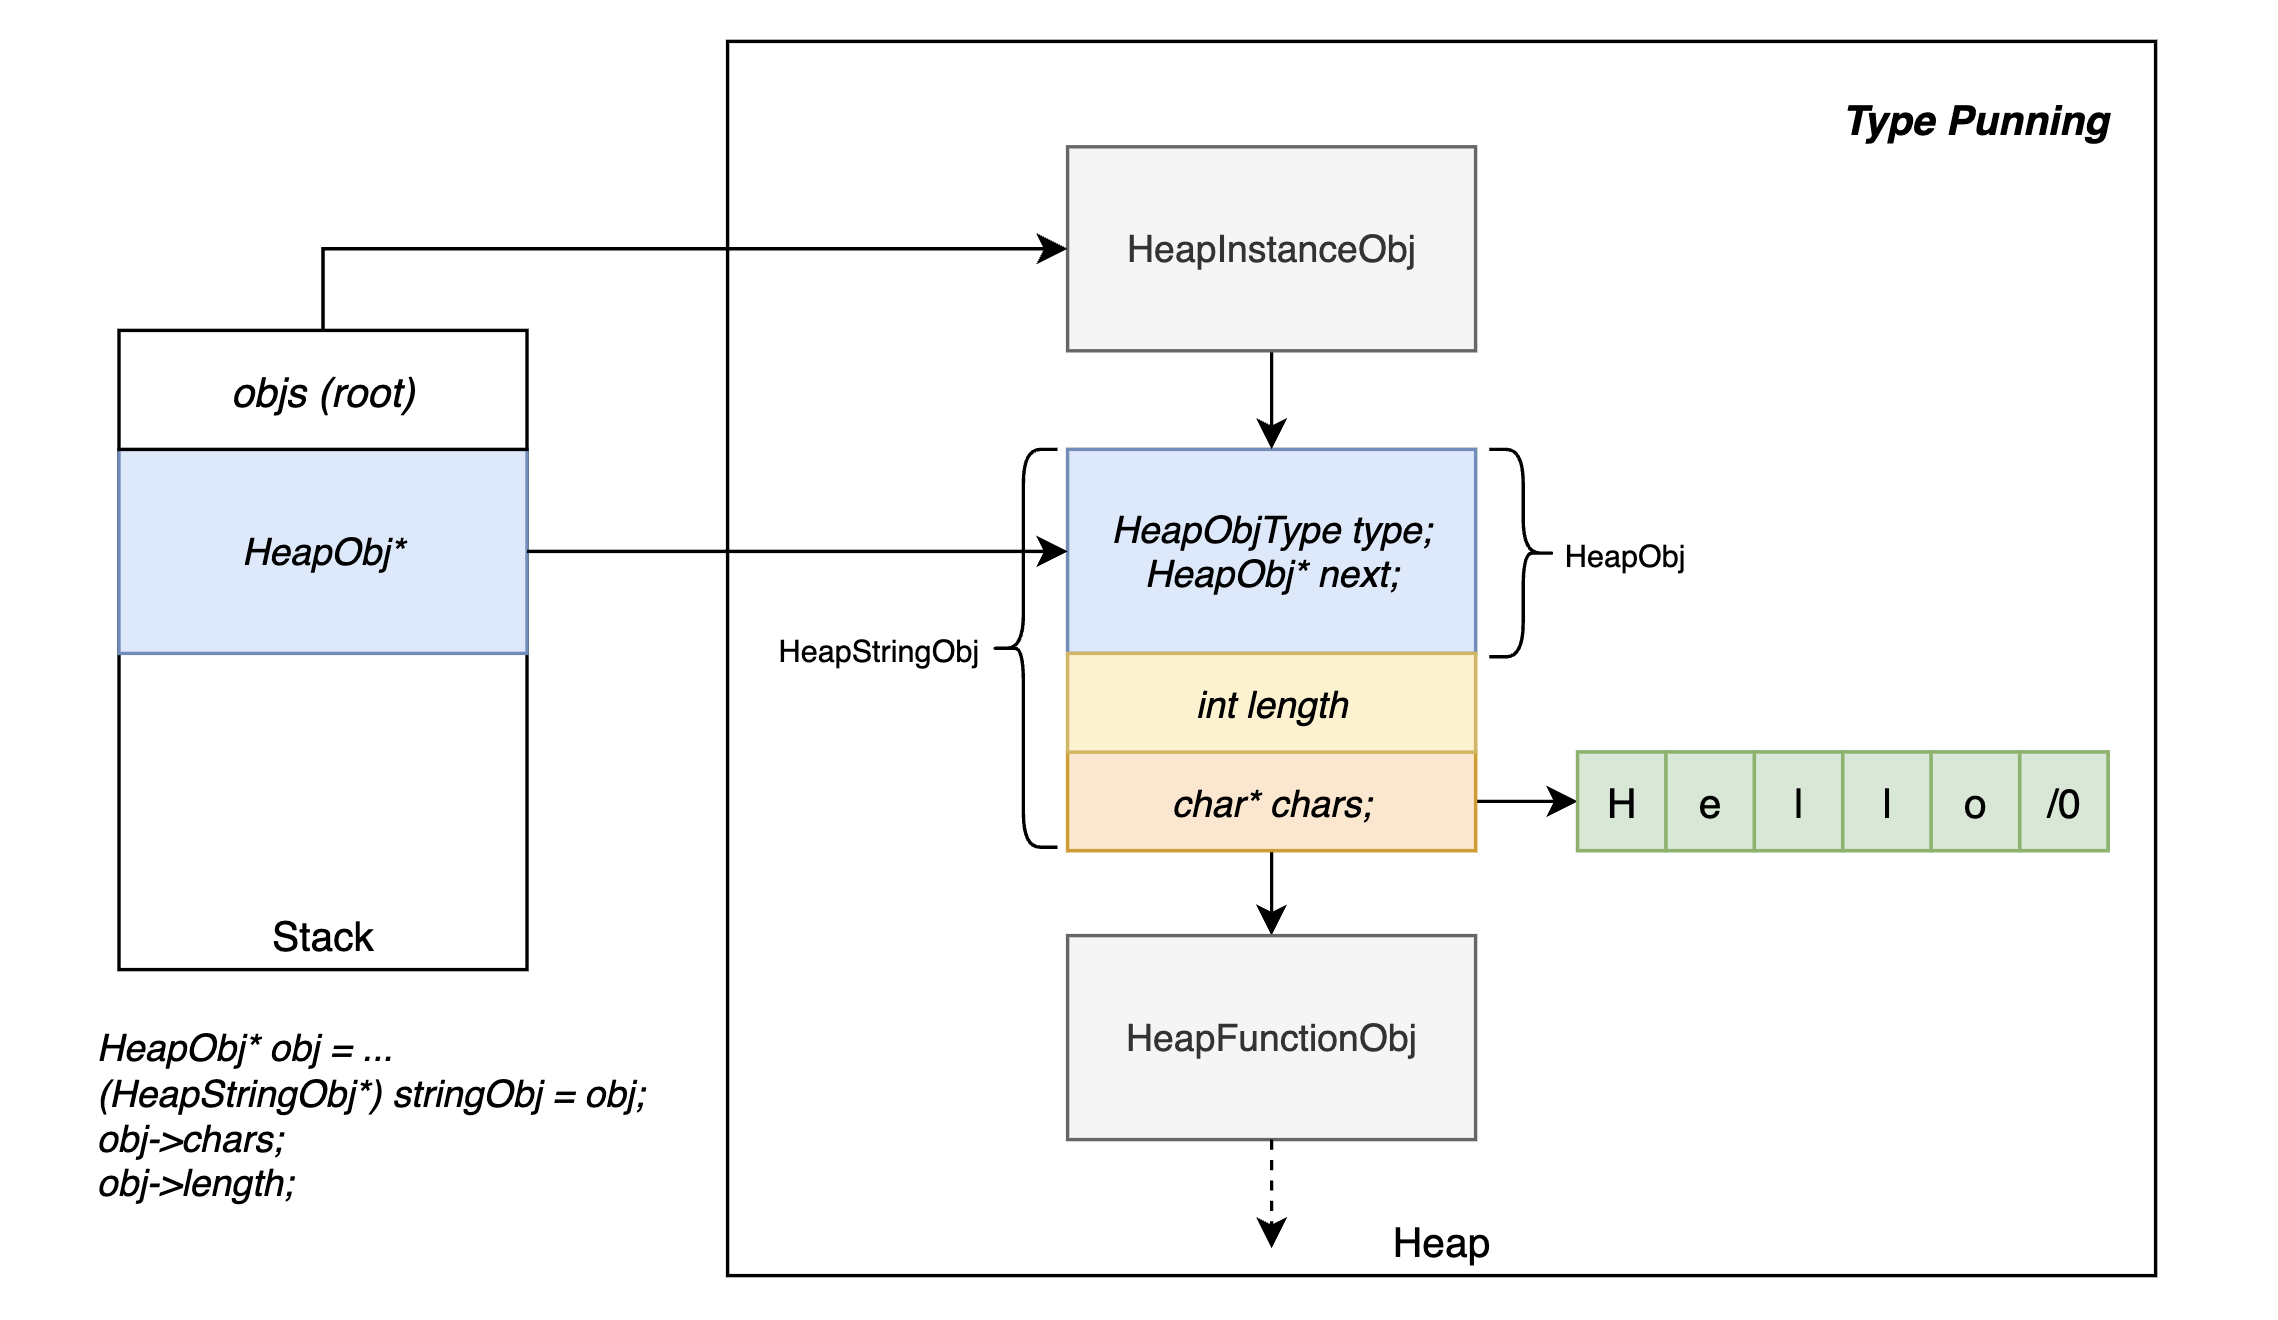 Type Punning
HeapInstanceObj
objs (root)
HeapObj*
HeapObjType type;
HeapObj* next;
HeapObj
HeapStringObj
int length
char* chars;
H e l l o /0
Stack
HeapFunctionObj
HeapObj* obj = ...
(HeapStringObj*) stringObj = obj;
obj->chars;
obj->length;
Heap